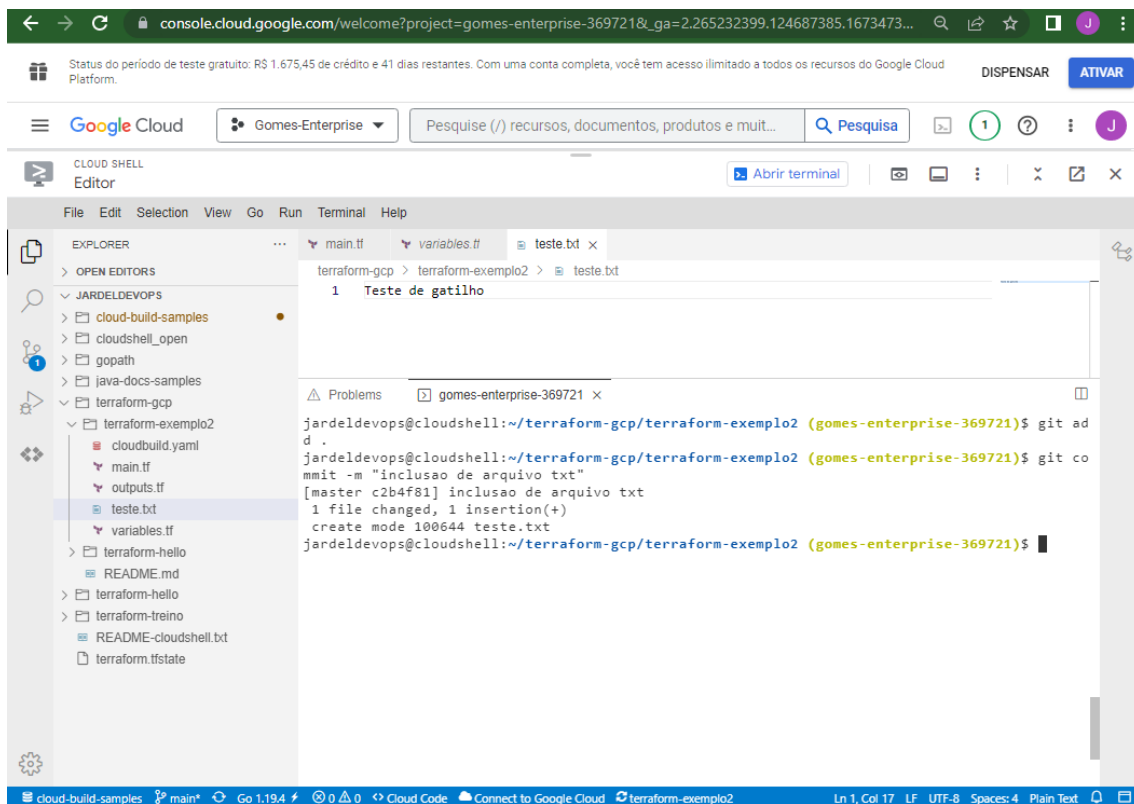 console.cloud.google.com/welcome?project=gomes-enterprise-369721&_ga=2.265232399.124687385.1673473...
J
Status do período de teste gratuito: R$ 1.675,45 de crédito e 41 dias restantes. Com uma conta completa, você tem acesso ilimitado a todos os recursos do Google Cloud
Platform.
DISPENSAR
ATIVAR
Google Cloud
Gomes-Enterprise
Pesquise (/) recursos, documentos, produtos e muit...
Pesquisa
1
J
CLOUD SHELL
Editor
Abrir terminal
File Edit Selection View Go Run Terminal Help
EXPLORER
main.tf
variables.tf
teste.txt
OPEN EDITORS
terraform-gcp > terraform-exemplo2 > teste.txt
1 Teste de gatilho
JARDELDEVOPS
cloud-build-samples
cloudshell_open
gopath
java-docs-samples
terraform-gcp
terraform-exemplo2
cloudbuild.yaml
main.tf
outputs.tf
teste.txt
variables.tf
terraform-hello
README.md
terraform-hello
terraform-treino
README-cloudshell.txt
terraform.tfstate
1
Problems
gomes-enterprise-369721
jardeldevops@cloudshell:~/terraform-gcp/terraform-exemplo2 (gomes-enterprise-369721)$ git ad
d .
jardeldevops@cloudshell:~/terraform-gcp/terraform-exemplo2 (gomes-enterprise-369721)$ git co
mmit -m "inclusao de arquivo txt"
[master c2b4f81] inclusao de arquivo txt
1 file changed, 1 insertion(+)
create mode 100644 teste.txt
jardeldevops@cloudshell:~/terraform-gcp/terraform-exemplo2 (gomes-enterprise-369721)$
cloud-build-samples main* Go 1.19.4 0 0 Cloud Code Connect to Google Cloud terraform-exemplo2 Ln 1, Col 17 LF UTF-8 Spaces: 4 Plain Text